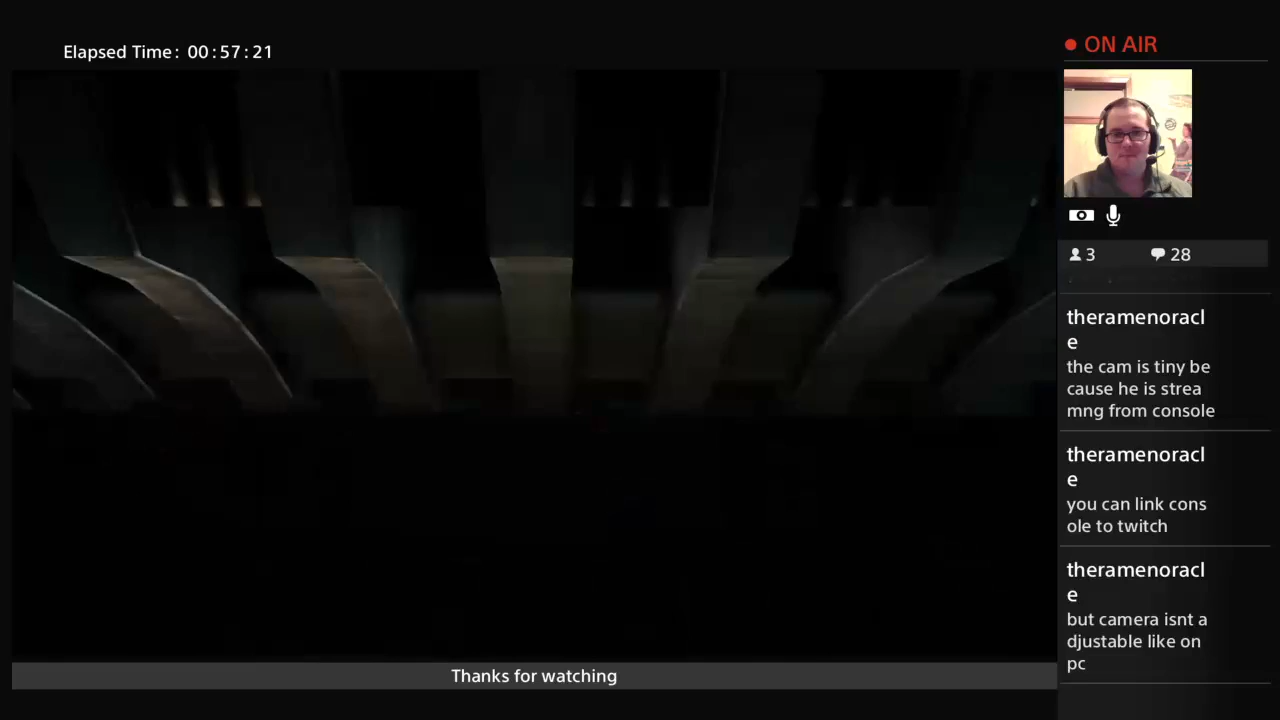 Elapsed Time: 00:57:21
ON AIR
3 28
theramenoracl
e
the cam is tiny be
cause he is strea
mng from console
theramenoracl
e
you can link cons
ole to twitch
theramenoracl
e
but camera isnt a
djustable like on
pc
Thanks for watching